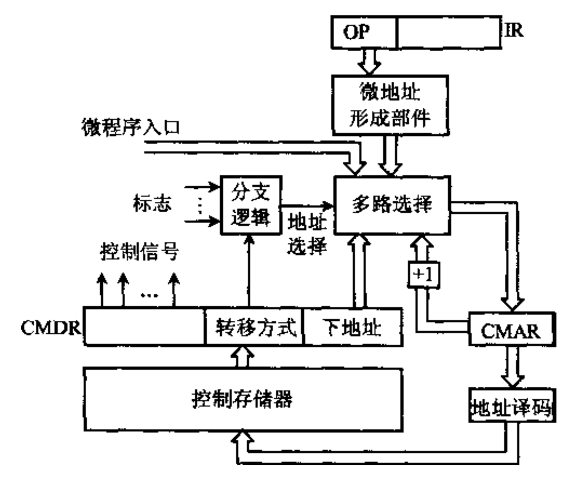 OP
IR
微地址
形成部件
微程序入口
标志
分支
逻辑
地址
选择
多路选择
控制信号
+1
CMDR
转移方式
下地址
CMAR
控制存储器
地址译码